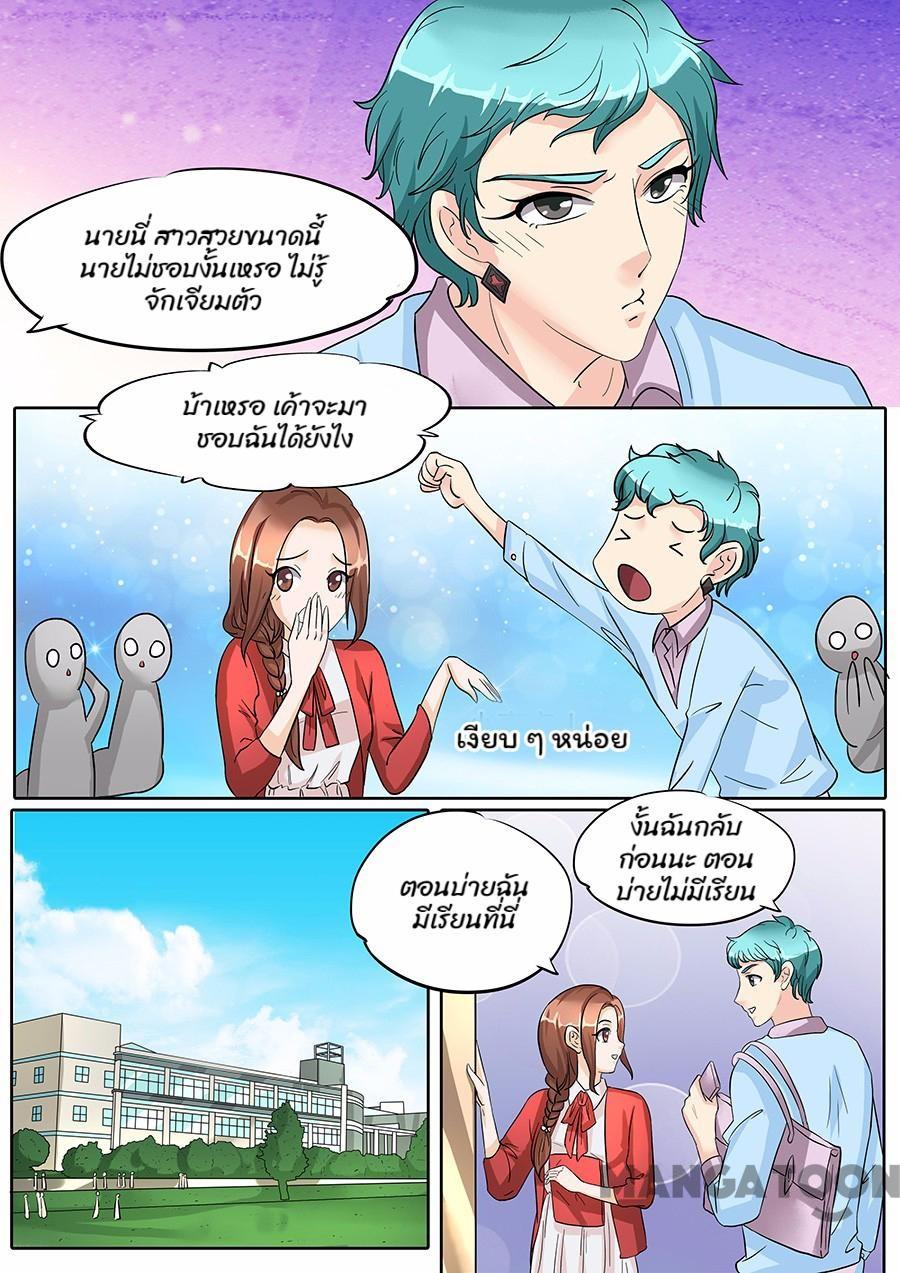 นายนี่ สาวสวยขนาดนี้
นายไม่ชอบงั้นเหรอ ไม่รู้
จักเจียมตัว
บ้าเหรอ เค้าจะมา
ชอบฉันได้ยังไง
เงียบ ๆ หน่อย
ตอนบ่ายฉัน
มีเรียนที่นี่
งั้นฉันกลับ
ก่อนนะ ตอน
บ่ายไม่มีเรียน
MANGATOON